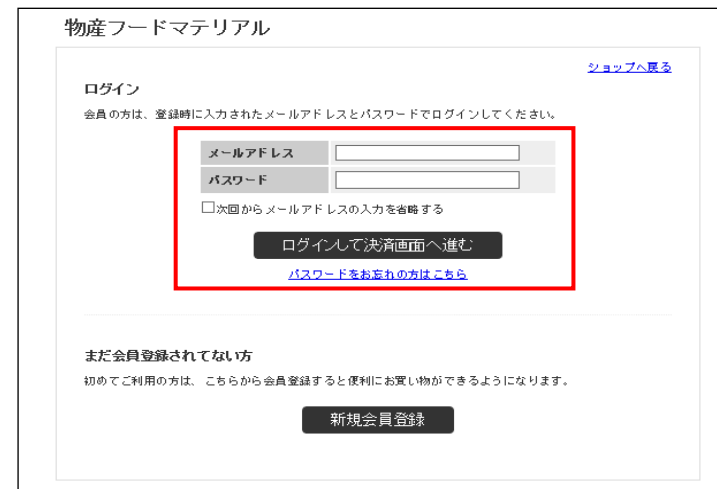 物産フードマテリアル
ショップへ戻る
ログイン
会員の方は、登録時に入力されたメールアドレスとパスワードでログインしてください。
メールアドレス
パスワード
次回からメールアドレスの入力を省略する
ログインして決済画面へ進む
パスワードをお忘れの方はこちら
まだ会員登録されてない方
初めてご利用の方は、こちらから会員登録すると便利にお買い物ができるようになります。
新規会員登録